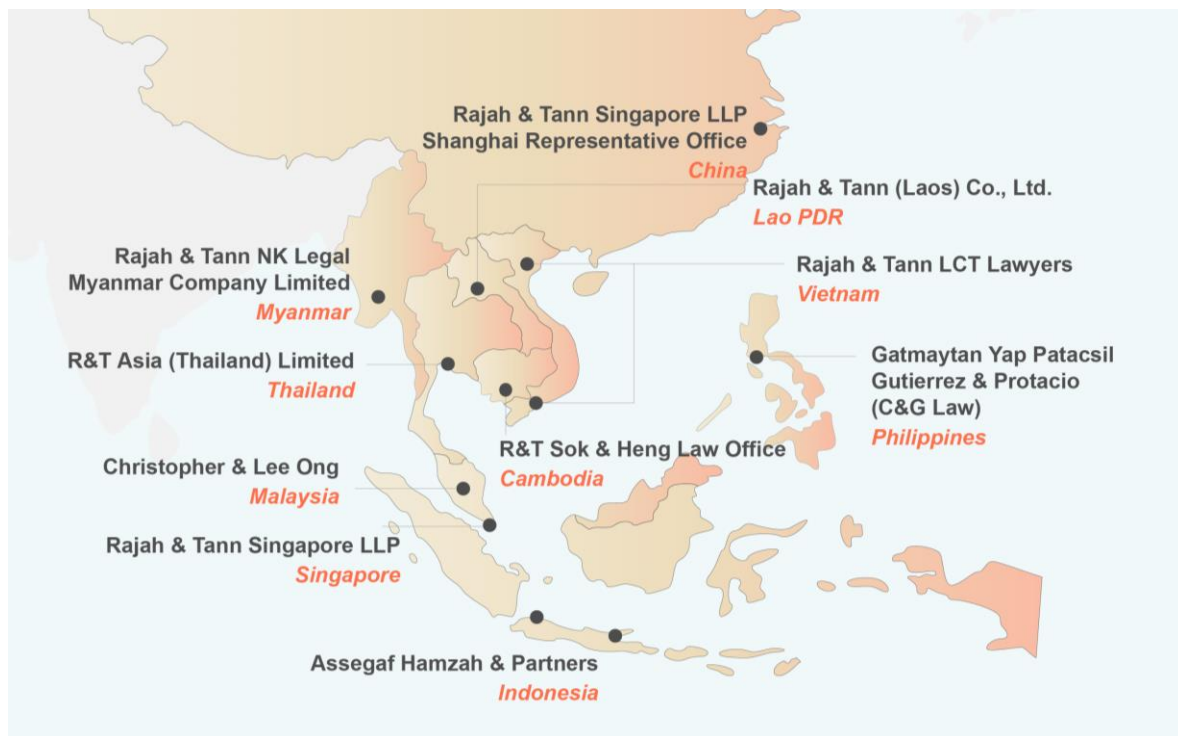 Rajah & Tann Singapore LLP
Shanghai Representative Office
China
Rajah & Tann (Laos) Co., Ltd.
Lao PDR
Rajah & Tann NK Legal
Myanmar Company Limited
Myanmar
Rajah & Tann LCT Lawyers
Vietnam
R&T Asia (Thailand) Limited
Thailand
Gatmaytan Yap Patacsil
Gutierrez & Protacio
(C&G Law)
Philippines
R&T Sok & Heng Law Office
Cambodia
Christopher & Lee Ong
Malaysia
Rajah & Tann Singapore LLP
Singapore
Assegaf Hamzah & Partners
Indonesia